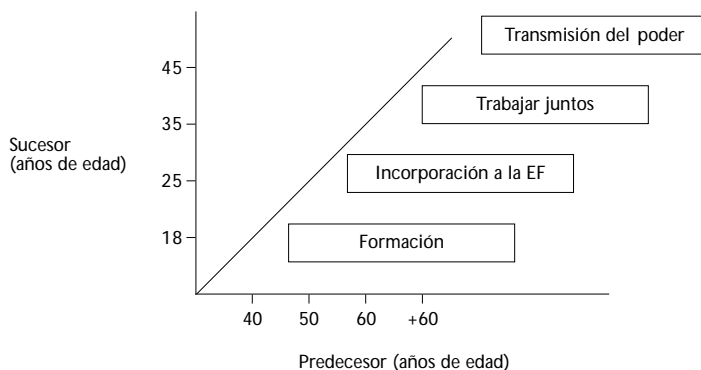 Transmisión del poder
45
Trabajar juntos
35
Sucesor
(años de edad)
Incorporación a la EF
25
18
Formación
40 50 60 +60
Predecesor (años de edad)